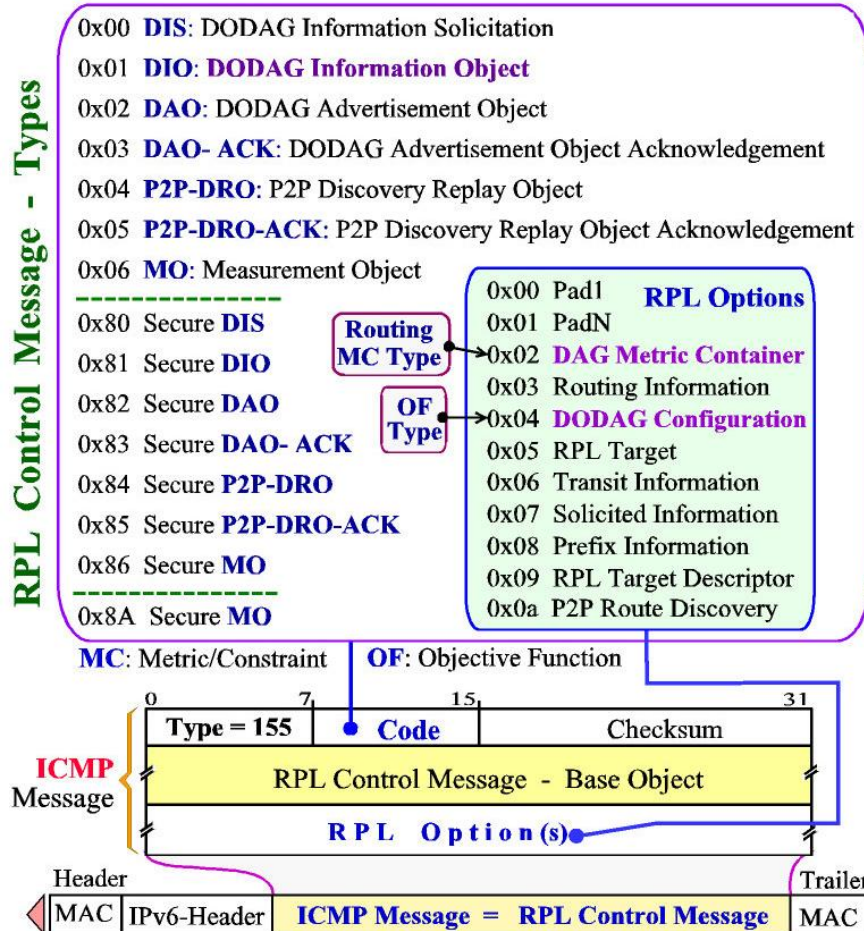 RPL Control Message - Types
0x00 DIS: DODAG Information Solicitation
0x01 DIO: DODAG Information Object
0x02 DAO: DODAG Advertisement Object
0x03 DAO- ACK: DODAG Advertisement Object Acknowledgement
0x04 P2P-DRO: P2P Discovery Replay Object
0x05 P2P-DRO-ACK: P2P Discovery Replay Object Acknowledgement
0x06 MO: Measurement Object
0x80 Secure DIS
0x81 Secure DIO
0x82 Secure DAO
0x83 Secure DAO- ACK
0x84 Secure P2P-DRO
0x85 Secure P2P-DRO-ACK
0x86 Secure MO
0x8A Secure MO
Routing
MC Type
OF
Type
RPL Options
0x00 Pad1
0x01 PadN
0x02 DAG Metric Container
0x03 Routing Information
0x04 DODAG Configuration
0x05 RPL Target
0x06 Transit Information
0x07 Solicited Information
0x08 Prefix Information
0x09 RPL Target Descriptor
0x0a P2P Route Discovery
MC: Metric/Constraint OF: Objective Function
0 7 15 31
Type = 155 Code Checksum
ICMP
Message
RPL Control Message - Base Object
RPL Option(s)
Header Trailer
MAC IPv6-Header ICMP Message = RPL Control Message MAC